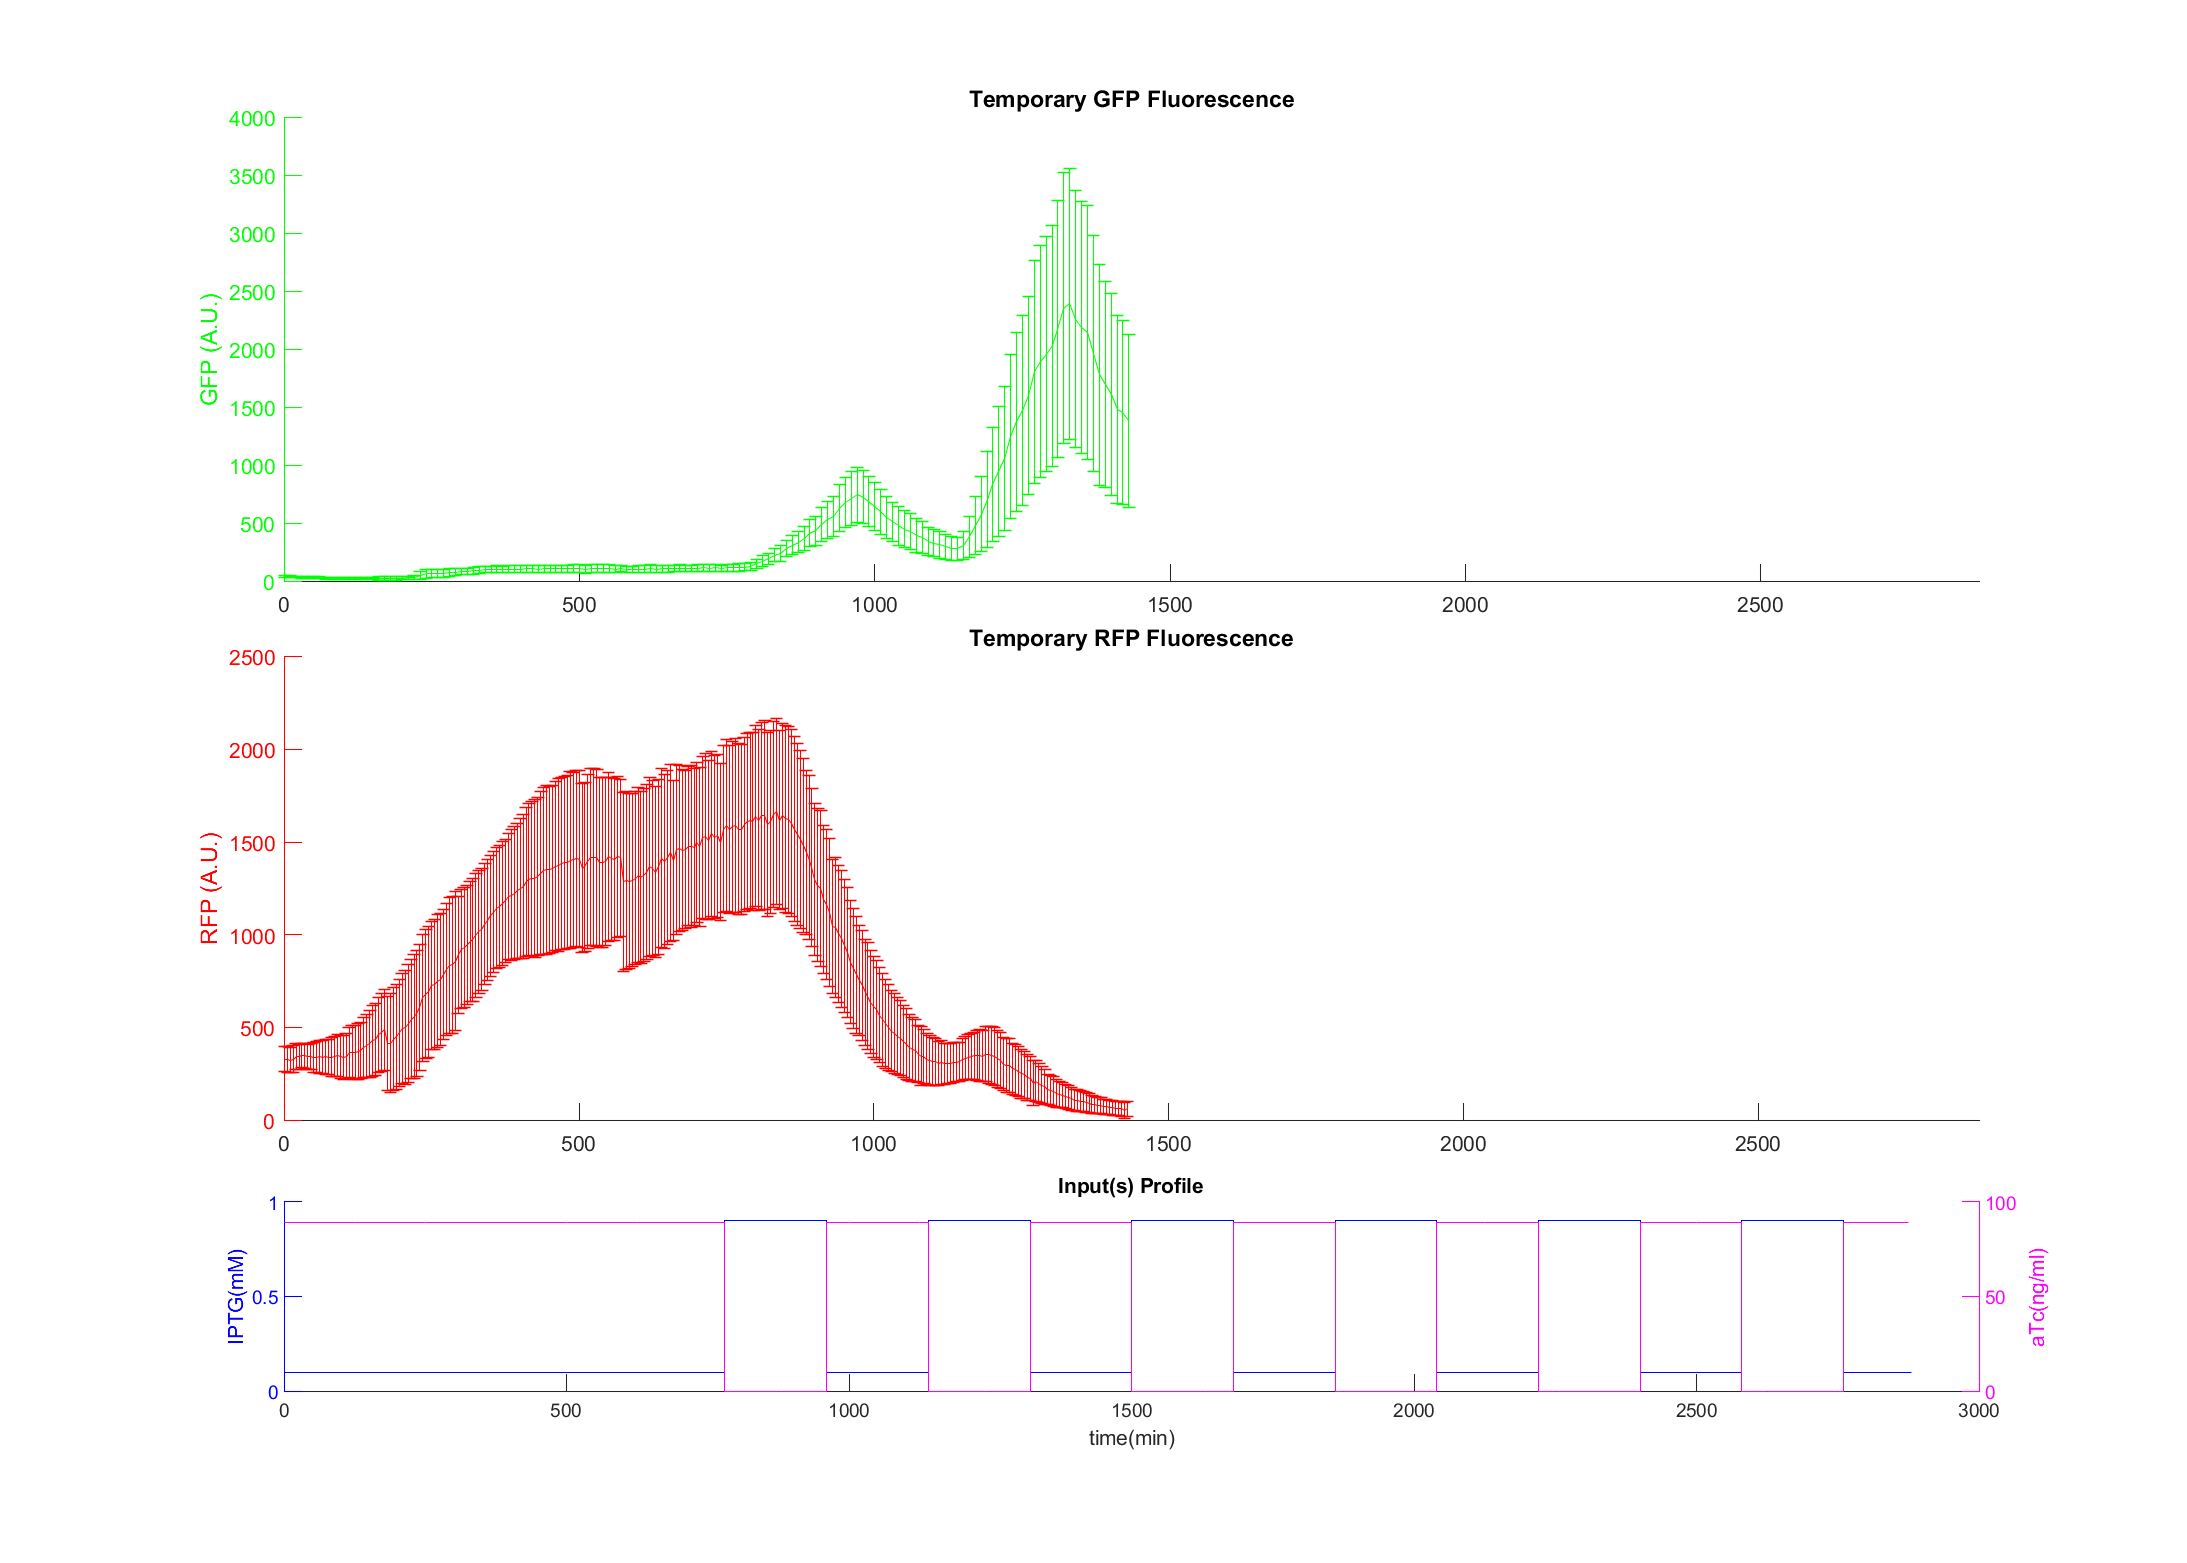 Temporary GFP Fluorescence
4000
3500
3000
2500
2000
1500
1000
500
0
GFP (A.U.)
0 500 1000 1500 2000 2500
Temporary RFP Fluorescence
2500
2000
1500
1000
500
0
RFP (A.U.)
0 500 1000 1500 2000 2500
Input(s) Profile
1
0.5
0
IPTG(mM)
100
50
0
aTc(ng/ml)
0 500 1000 1500 2000 2500 3000
time(min)